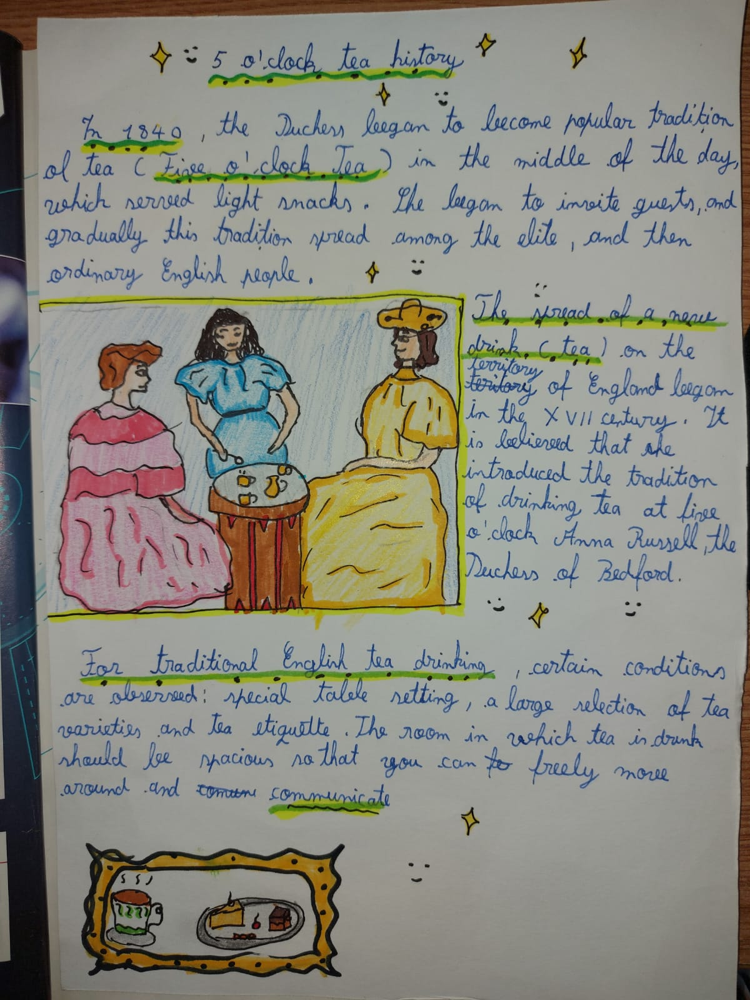 5 o'clock tea history
In 1840, the Duchess began to become popular tradition
of tea (Five o'clock Tea) in the middle of the day,
which served light snacks. She began to invite guests, and
gradually this tradition spread among the elite, and then
ordinary English people.
The spread of a new
drink (tea) on the
territory
teritory of England began
in the XVII century. It
is believed that she
introduced the tradition
of drinking tea at five
o'clock Anna Russell, the
Duchess of Bedford.
For traditional English tea drinking, certain conditions
are observed: special table setting, a large selection of tea
varieties and tea etiquette. The room in which tea is drunk
should be spacious so that you can to freely move
around and comune communicate